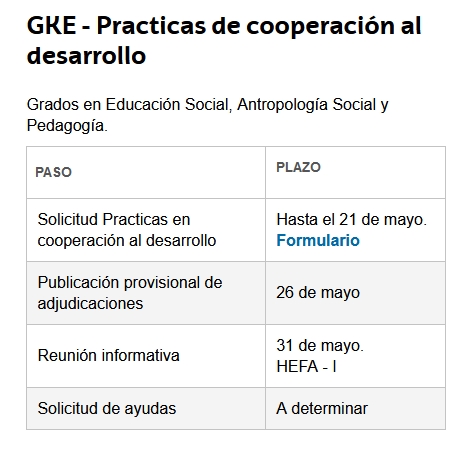 GKE - Practicas de cooperación al
desarrollo
Grados en Educación Social, Antropología Social y
Pedagogía.
PASO
PLAZO
Solicitud Practicas en
cooperación al desarrollo
Hasta el 21 de mayo.
Formulario
Publicación provisional de
adjudicaciones
26 de mayo
Reunión informativa
31 de mayo.
HEFA - I
Solicitud de ayudas
A determinar